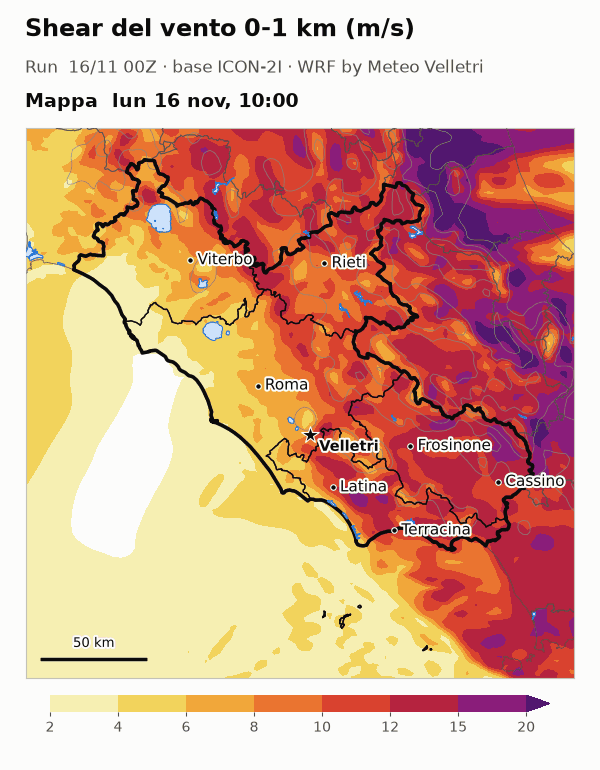 Shear del vento 0-1 km (m/s)
Run  16/11 00Z · base ICON-2I · WRF by Meteo Velletri
Mappa  lun 16 nov, 10:00
Viterbo
Rieti
Roma
Velletri
Frosinone
Latina
Cassino
Terracina
50 km
2 4 6 8 10 12 15 20